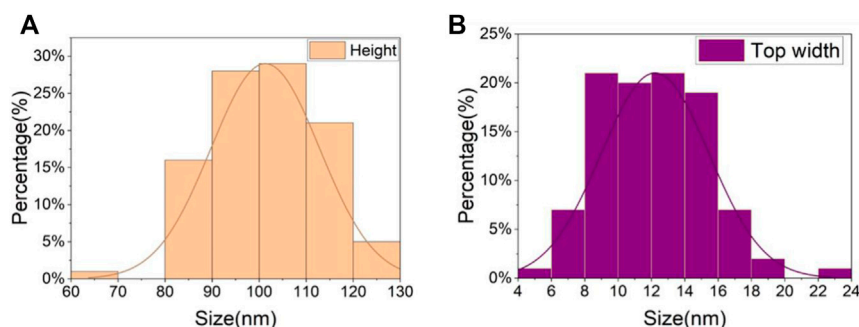 A
Height
Percentage(%)
30%
25%
20%
15%
10%
5%
0%
60 70 80 90 100 110 120 130
Size(nm)
B
Top width
Percentage(%)
25%
20%
15%
10%
5%
0%
4 6 8 10 12 14 16 18 20 22 24
Size(nm)